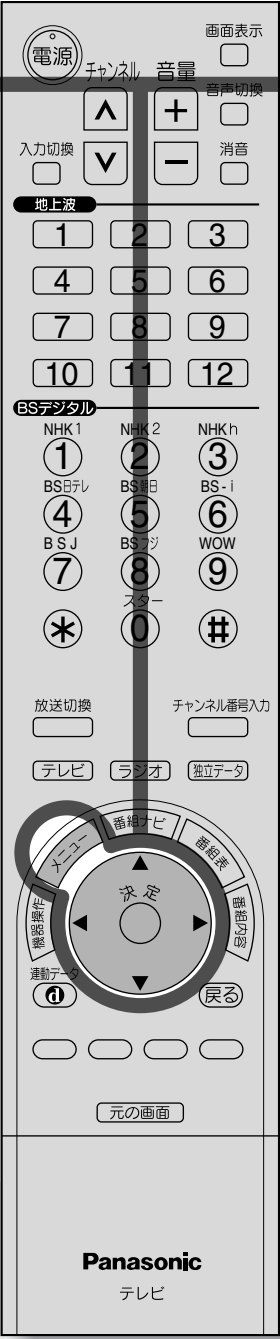 画面表示
電源
チャンネル 音量
音声切換
入力切換
消音
地上波
1 2 3
4 5 6
7 8 9
10 11 12
BSデジタル
NHK1 NHK2 NHKh
1 2 3
BS日テレ BS朝日 BS-i
4 5 6
BSJ BSフジ WOW
7 8 9
スター
* 0 #
放送切換 チャンネル番号入力
テレビ ラジオ 独立データ
メニュー 番組ナビ 番組表
機器操作 決定 番組内容
連動データ
d 戻る
元の画面
Panasonic
テレビ